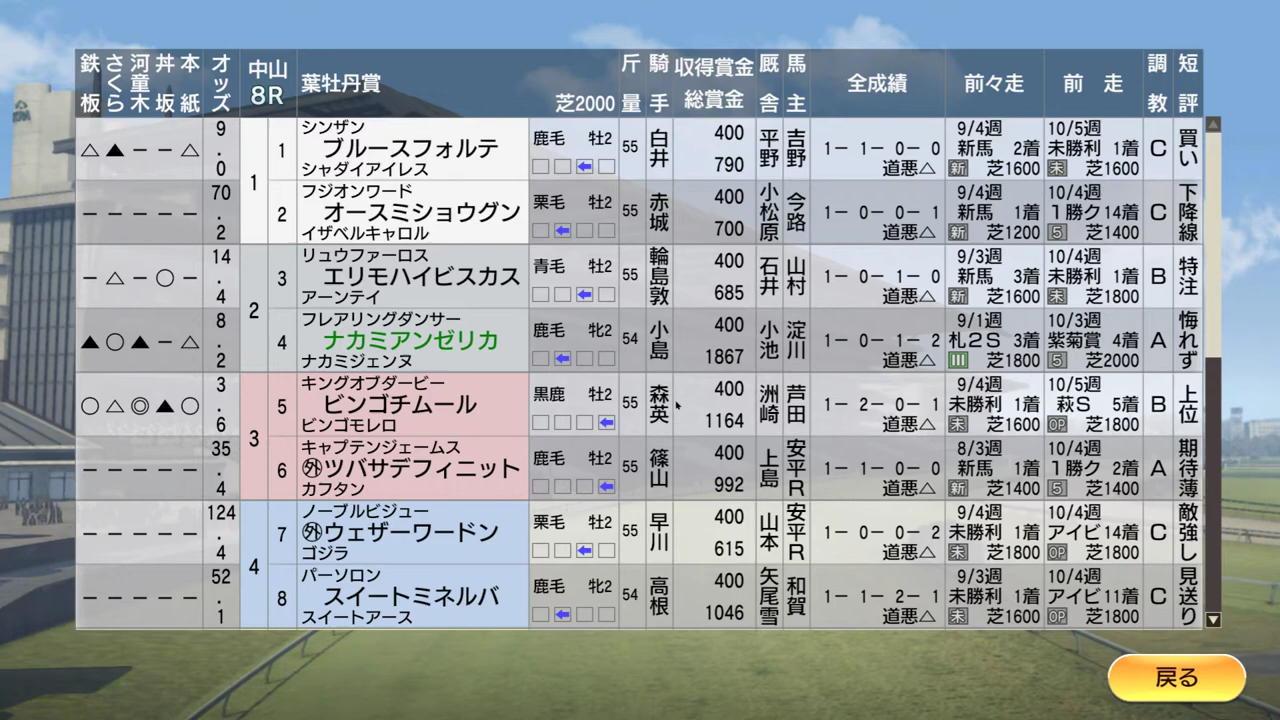 鉄板 さくら 河童木 井坂 本紙 オッズ 中山 8R 葉牡丹賞 芝2000 斤量 騎手 収得賞金 総賞金 厩舎 馬主 全成績 前々走 前 走 調教 短評
△ ▲ － － △ 9.0 1 1 シンザン ブルースフォルテ シャダイアイレス 鹿毛 牡2 55 白井 400 790 平野 吉野 1－ 1－ 0－ 0 道悪△ 9/4週 新馬 2着 新 芝1600 10/5週 未勝利 1着 未 芝1600 C 買い
－ － － － － 70.2 2 フジオンワード オースミショウグン イザベルキャロル 栗毛 牡2 55 赤城 400 700 小松原 今路 1－ 0－ 0－ 1 道悪△ 9/4週 新馬 1着 新 芝1200 10/4週 1勝ク 14着 5 芝1400 C 下降線
－ △ － ○ － 14.4 2 3 リュウファーロス エリモハイビスカス アーンテイ 青毛 牡2 55 輪島敦 400 685 石井 山村 1－ 0－ 1－ 0 道悪△ 9/3週 新馬 3着 新 芝1600 10/4週 未勝利 1着 未 芝1800 B 特注
▲ ○ ▲ － △ 8.2 4 フレアリングダンサー ナカミアンゼリカ ナカミジェンヌ 鹿毛 牝2 54 小島 400 1867 小池 淀川 1－ 0－ 1－ 2 道悪△ 9/1週 札2S 3着 III 芝1800 10/3週 紫菊賞 4着 5 芝2000 A 侮れず
○ △ ◎ ▲ ○ 3.6 3 5 キングオブダービー ビンゴチムール ビンゴモレロ 黒鹿 牡2 55 森英 400 1164 洲崎 芦田 1－ 2－ 0－ 1 道悪△ 9/4週 未勝利 1着 未 芝1600 10/5週 萩S 5着 OP 芝1800 B 上位
－ － － － － 35.4 6 キャプテンジェームス 外ツバサデフィニット カフタン 鹿毛 牡2 55 篠山 400 992 上島 安平R 1－ 1－ 0－ 0 道悪△ 8/3週 新馬 1着 新 芝1400 10/4週 1勝ク 2着 5 芝1400 A 期待薄
－ － － － － 124.4 4 7 ノーブルビジュー 外ウェザーワードン ゴジラ 栗毛 牡2 55 早川 400 615 山本 安平R 1－ 0－ 0－ 2 道悪△ 9/4週 未勝利 1着 未 芝1800 10/4週 アイビ14着 OP 芝1800 C 敵強し
－ － － － － 52.1 8 パーソロン スイートミネルバ スイートアース 鹿毛 牝2 54 高根 400 1046 矢尾雪 和賀 1－ 1－ 2－ 1 道悪△ 9/3週 未勝利 1着 未 芝1600 10/4週 アイビ11着 OP 芝1800 C 見送り
戻る